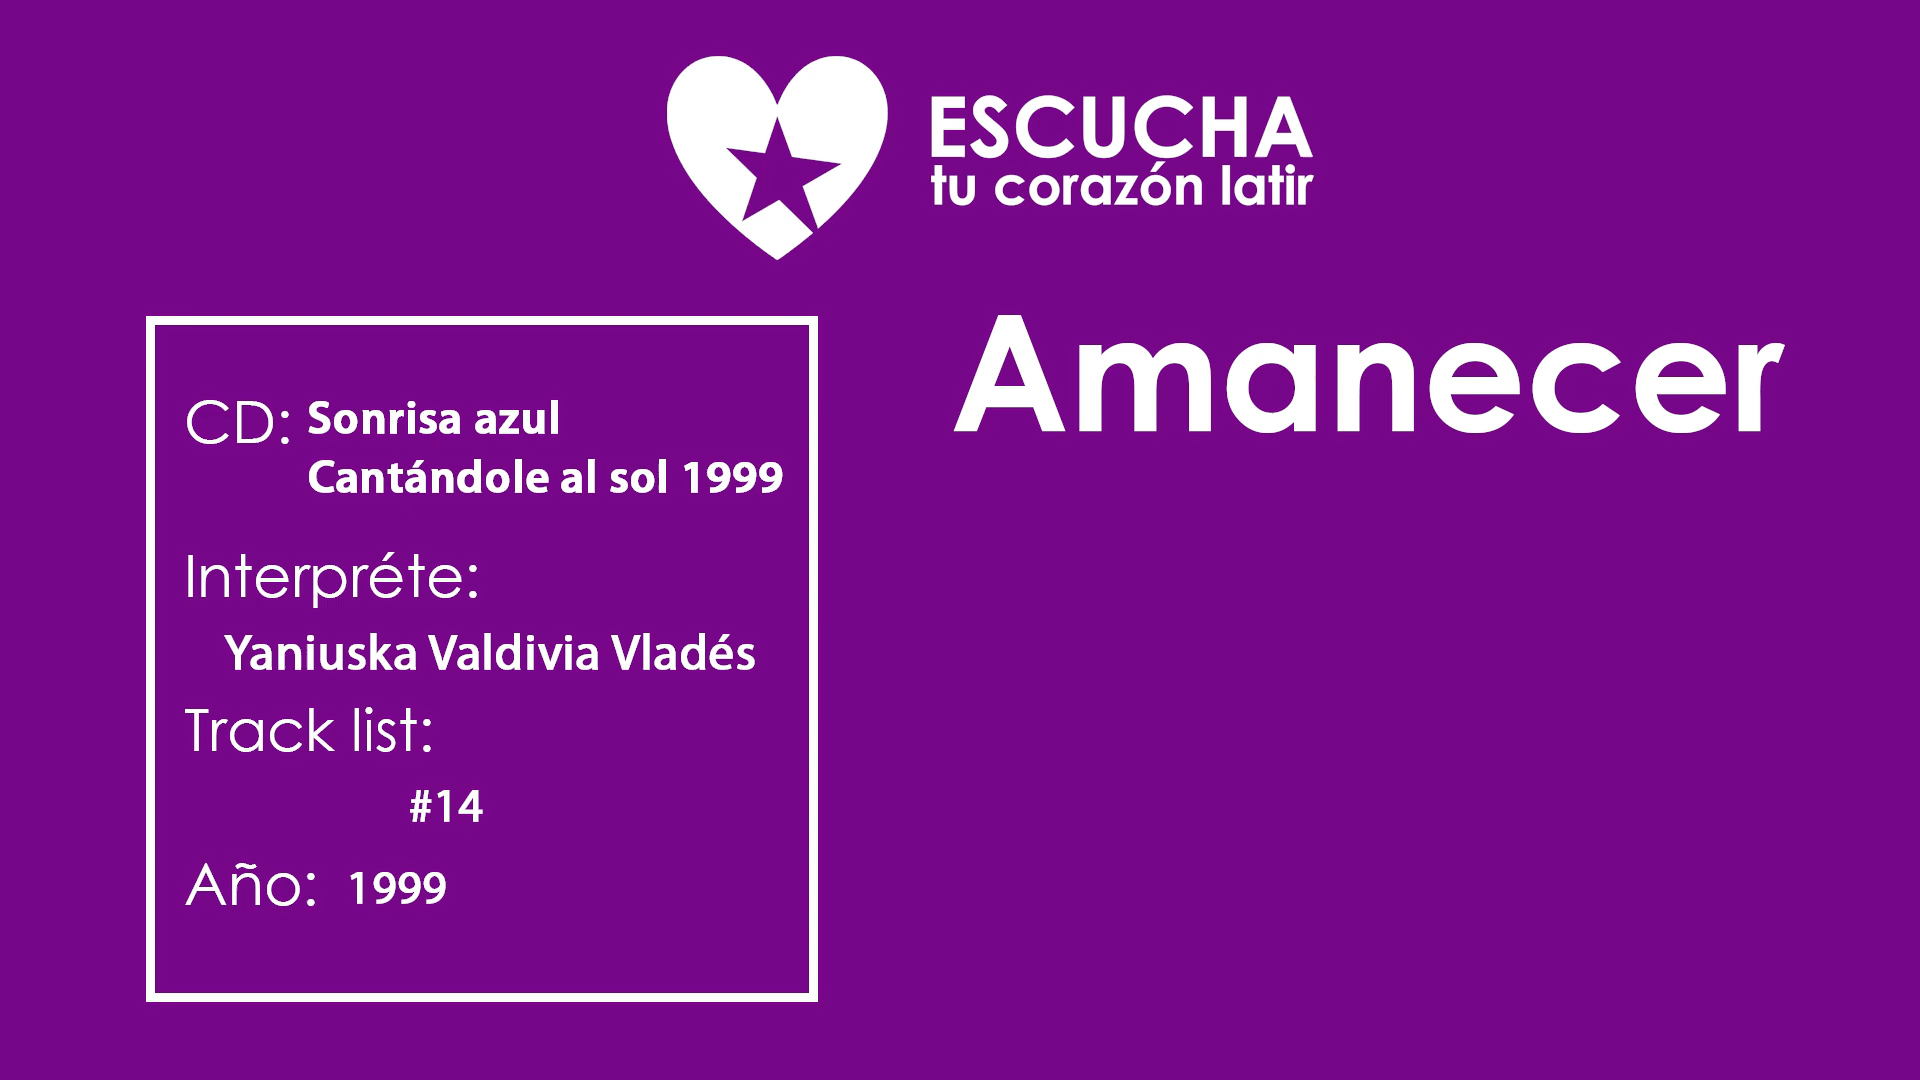 ESCUCHA
tu corazón latir
Amanecer
CD: Sonrisa azul
Cantándole al sol 1999
Interpréte:
Yaniuska Valdivia Vladés
Track list:
#14
Año: 1999